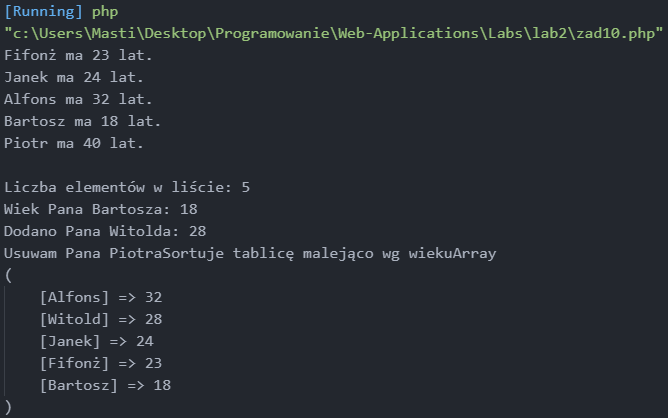 [Running] php
"c:\Users\Masti\Desktop\Programowanie\Web-Applications\Labs\lab2\zad10.php"
Fifonż ma 23 lat.
Janek ma 24 lat.
Alfons ma 32 lat.
Bartosz ma 18 lat.
Piotr ma 40 lat.

Liczba elementów w liście: 5
Wiek Pana Bartosza: 18
Dodano Pana Witolda: 28
Usuwam Pana PiotraSortuje tablicę malejąco wg wiekuArray
(
    [Alfons] => 32
    [Witold] => 28
    [Janek] => 24
    [Fifonż] => 23
    [Bartosz] => 18
)